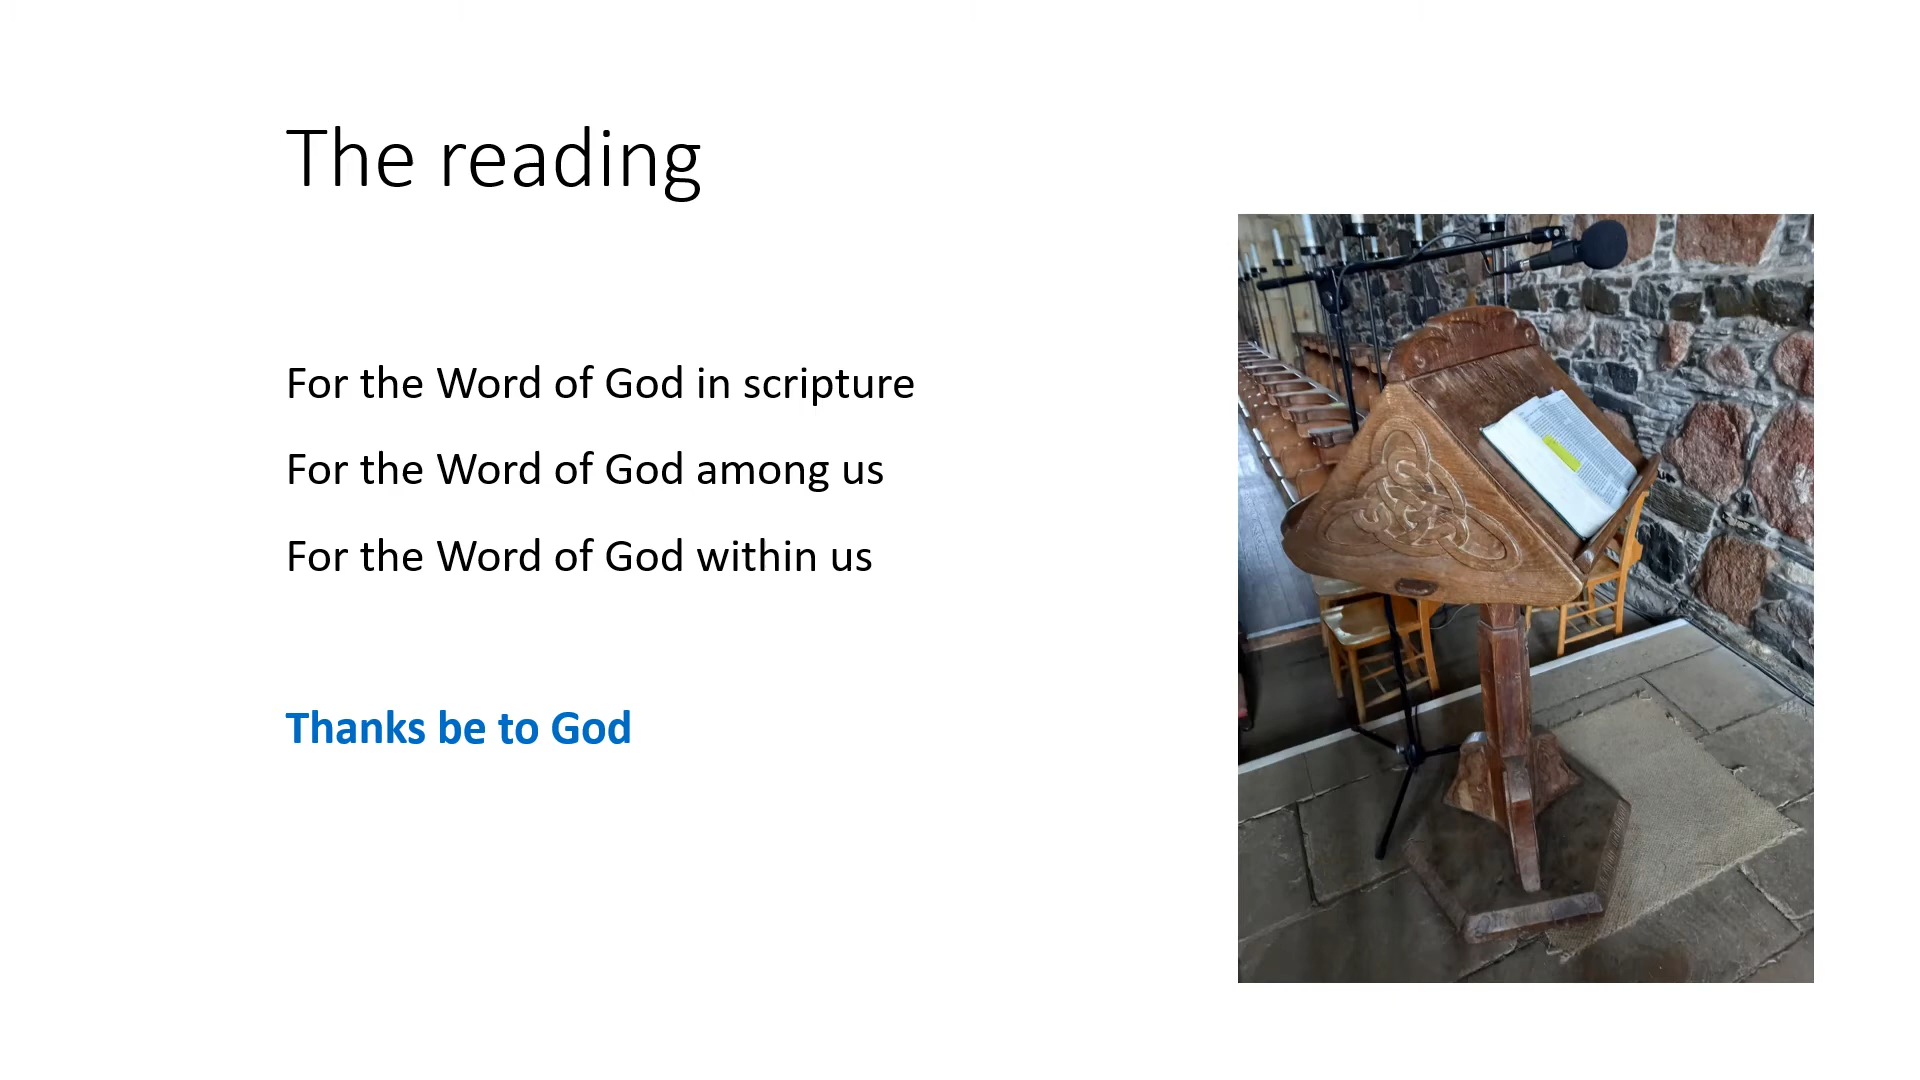 The reading
For the Word of God in scripture
For the Word of God among us
For the Word of God within us
Thanks be to God